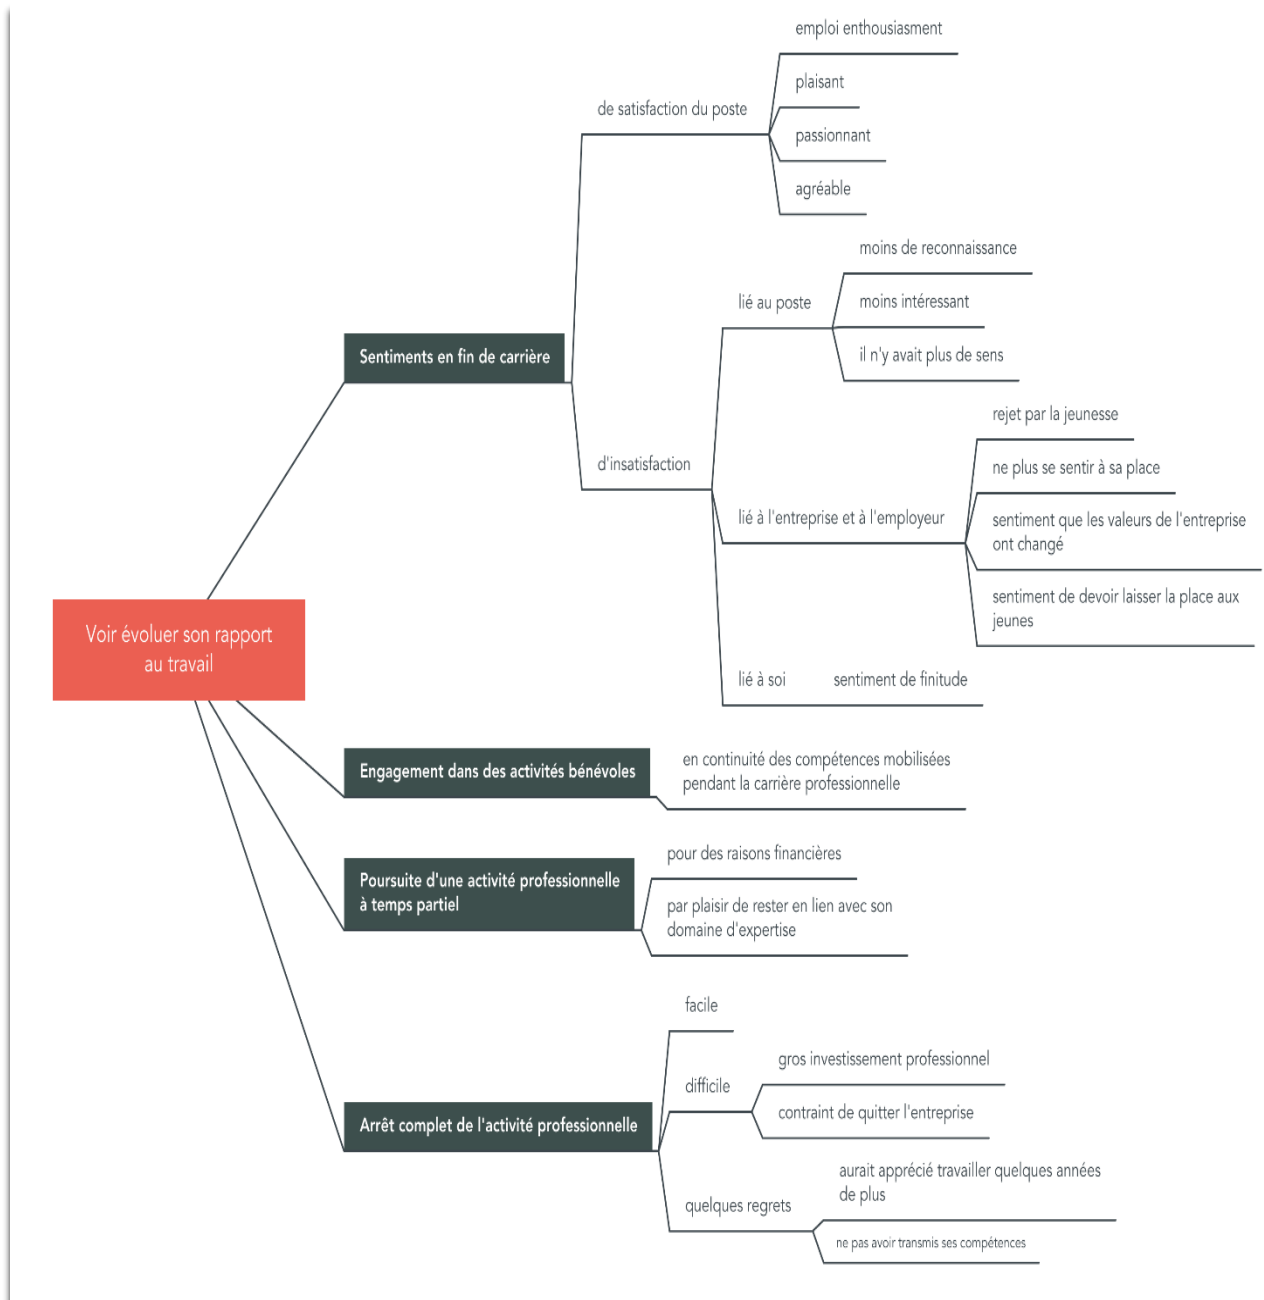 Voir évoluer son rapport
au travail
Sentiments en fin de carrière
de satisfaction du poste
emploi enthousiasment
plaisant
passionnant
agréable
d'insatisfaction
lié au poste
moins de reconnaissance
moins intéressant
il n'y avait plus de sens
lié à l'entreprise et à l'employeur
rejet par la jeunesse
ne plus se sentir à sa place
sentiment que les valeurs de l'entreprise
ont changé
sentiment de devoir laisser la place aux
jeunes
lié à soi
sentiment de finitude
Engagement dans des activités bénévoles
en continuité des compétences mobilisées
pendant la carrière professionnelle
Poursuite d'une activité professionnelle
à temps partiel
pour des raisons financières
par plaisir de rester en lien avec son
domaine d'expertise
Arrêt complet de l'activité professionnelle
facile
difficile
gros investissement professionnel
contraint de quitter l'entreprise
quelques regrets
aurait apprécié travailler quelques années
de plus
ne pas avoir transmis ses compétences